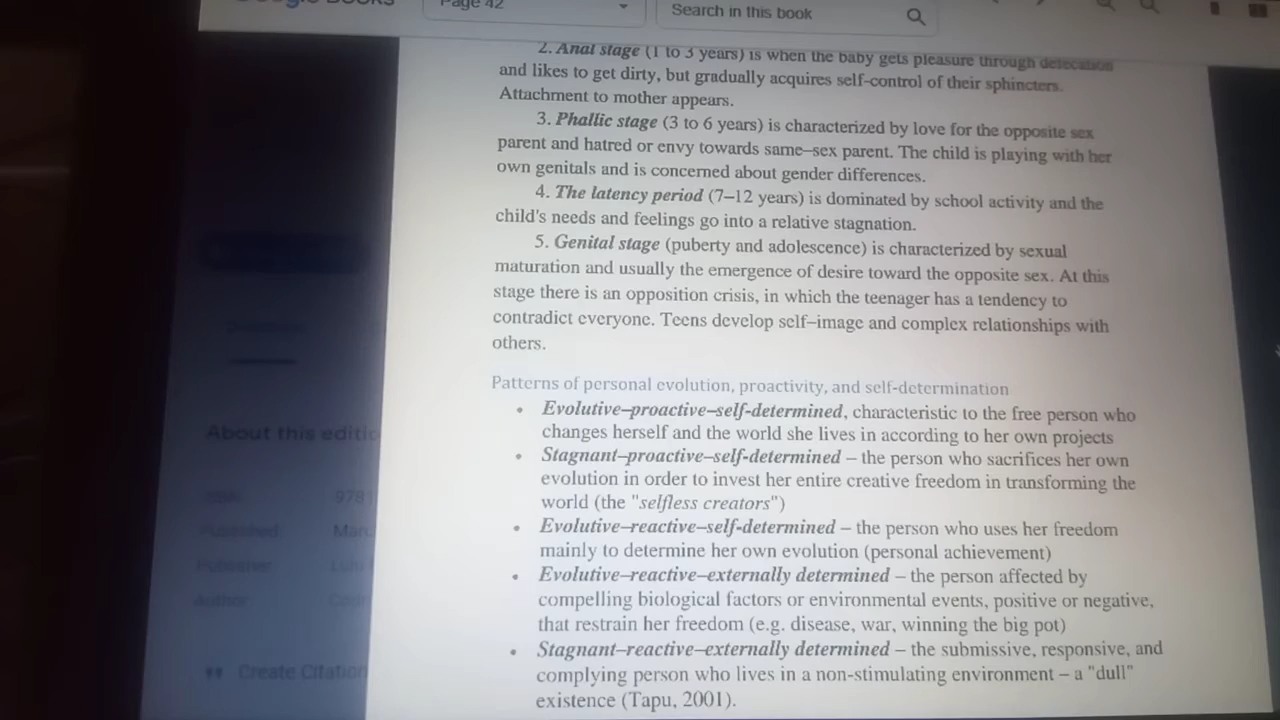 Page 42
Search in this book
2. Anal stage (1 to 3 years) is when the baby gets pleasure through defecation
and likes to get dirty, but gradually acquires self-control of their sphincters.
Attachment to mother appears.
3. Phallic stage (3 to 6 years) is characterized by love for the opposite sex
parent and hatred or envy towards same–sex parent. The child is playing with her
own genitals and is concerned about gender differences.
4. The latency period (7–12 years) is dominated by school activity and the
child's needs and feelings go into a relative stagnation.
5. Genital stage (puberty and adolescence) is characterized by sexual
maturation and usually the emergence of desire toward the opposite sex. At this
stage there is an opposition crisis, in which the teenager has a tendency to
contradict everyone. Teens develop self–image and complex relationships with
others.
Patterns of personal evolution, proactivity, and self-determination
• Evolutive–proactive–self-determined, characteristic to the free person who
changes herself and the world she lives in according to her own projects
• Stagnant–proactive–self-determined – the person who sacrifices her own
evolution in order to invest her entire creative freedom in transforming the
world (the "selfless creators")
• Evolutive–reactive–self-determined – the person who uses her freedom
mainly to determine her own evolution (personal achievement)
• Evolutive–reactive–externally determined – the person affected by
compelling biological factors or environmental events, positive or negative,
that restrain her freedom (e.g. disease, war, winning the big pot)
• Stagnant–reactive–externally determined – the submissive, responsive, and
complying person who lives in a non-stimulating environment – a "dull"
existence (Tapu, 2001).
About this editio
9781
Published
Marc
Author
Create Citation